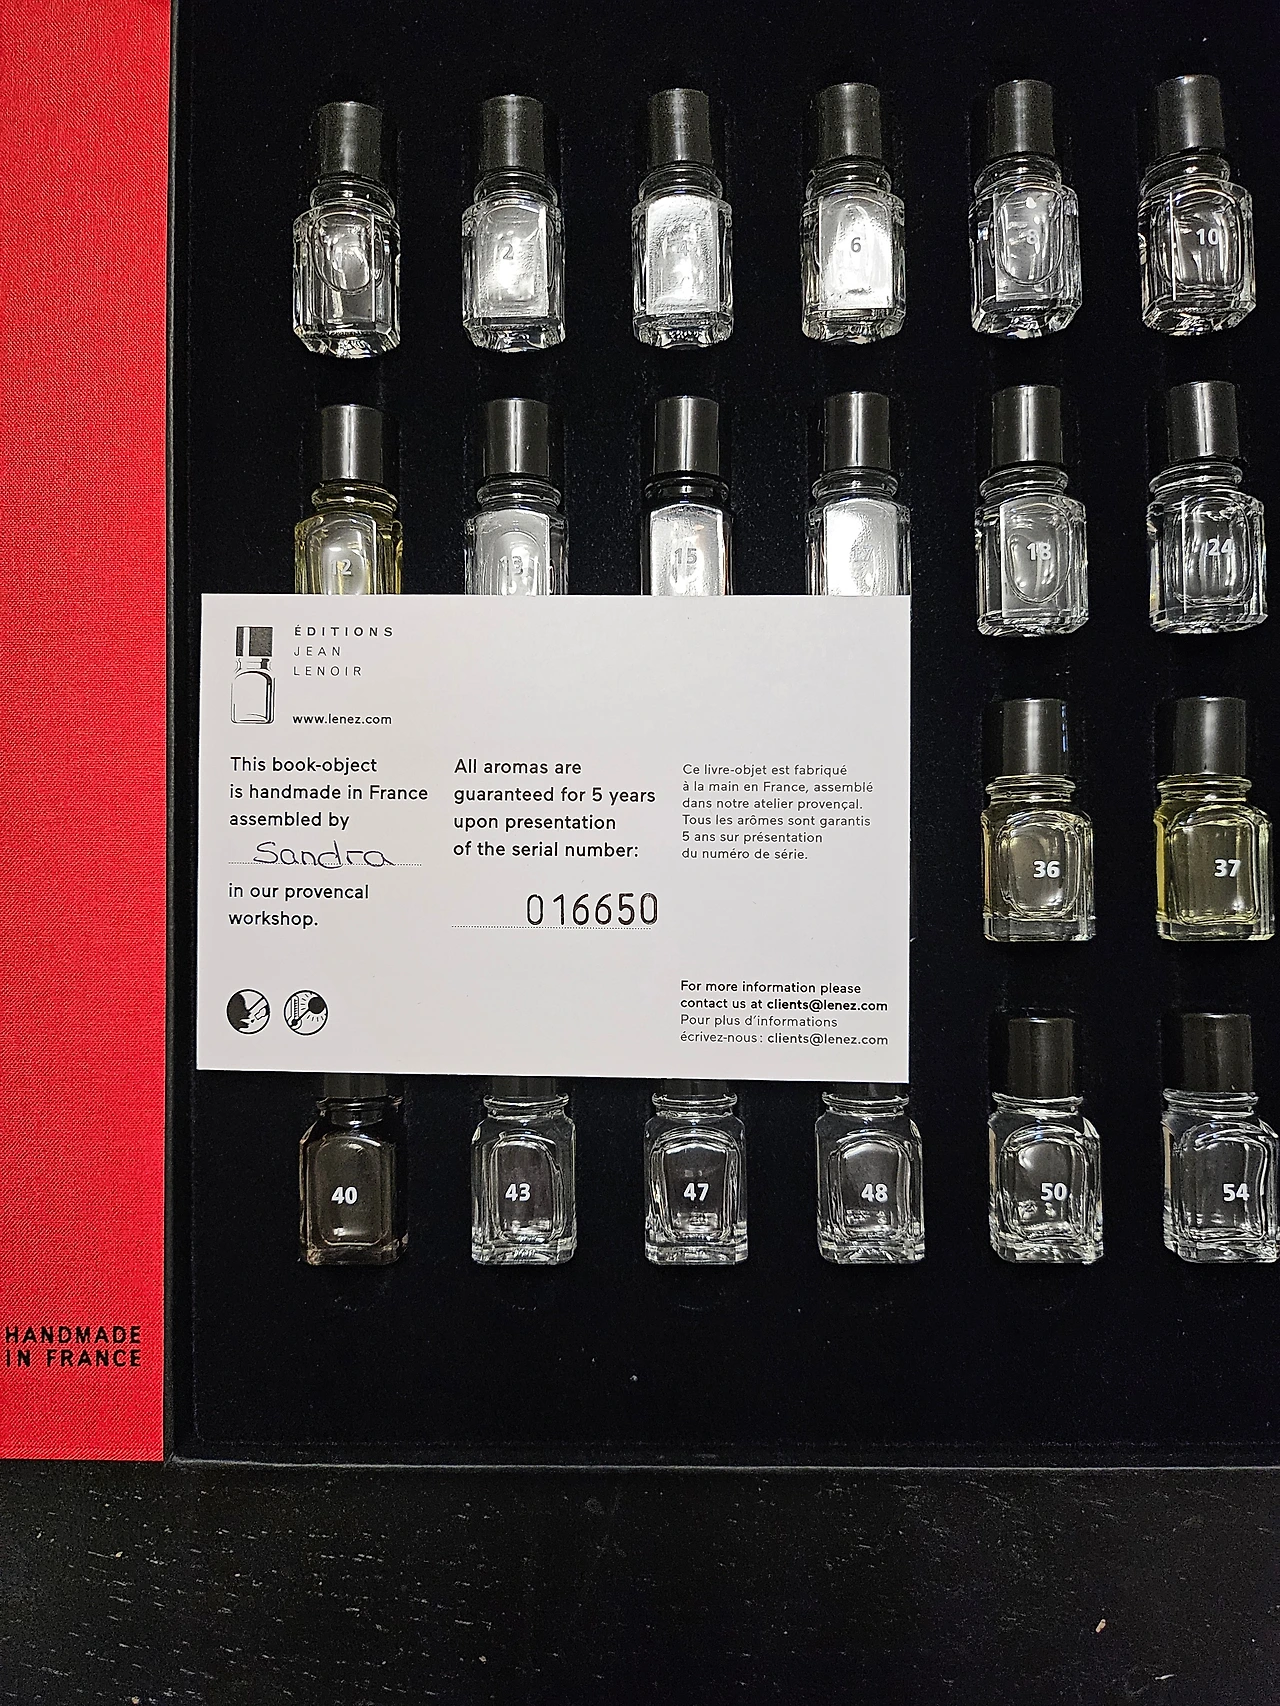 2
6
8
10
12
13
15
18
24
ÉDITIONS
JEAN
LENOIR
www.lenez.com
This book-object
is handmade in France
assembled by
Sandra
in our provencal
workshop.
All aromas are
guaranteed for 5 years
upon presentation
of the serial number:
016650
Ce livre-objet est fabriqué
à la main en France, assemblé
dans notre atelier provençal.
Tous les arômes sont garantis
5 ans sur présentation
du numéro de série.
For more information please
contact us at clients@lenez.com
Pour plus d'informations
écrivez-nous : clients@lenez.com
36
37
40
43
47
48
50
54
HANDMADE
IN FRANCE